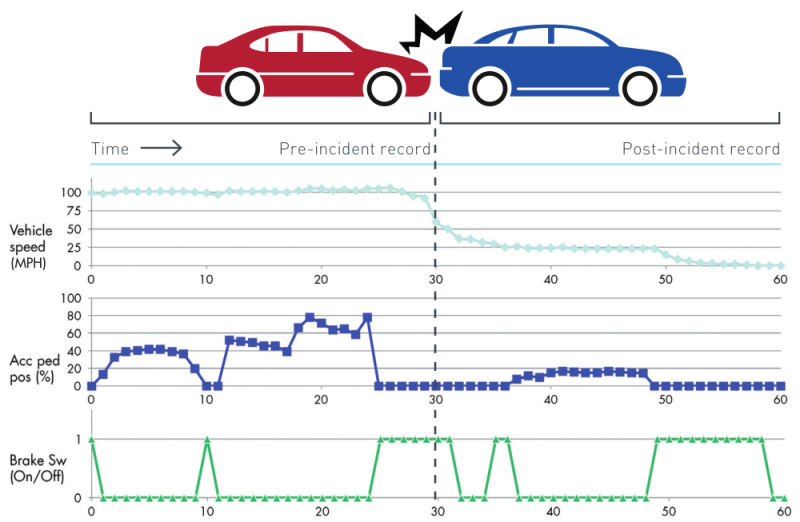 Time
Pre-incident record
Post-incident record
Vehicle
speed
(MPH)
100
75
50
25
0
0 10 20 30 40 50 60
Acc ped
pos (%)
100
80
60
40
20
0
0 10 20 30 40 50 60
Brake Sw
(On/Off)
1
0
0 10 20 30 40 50 60